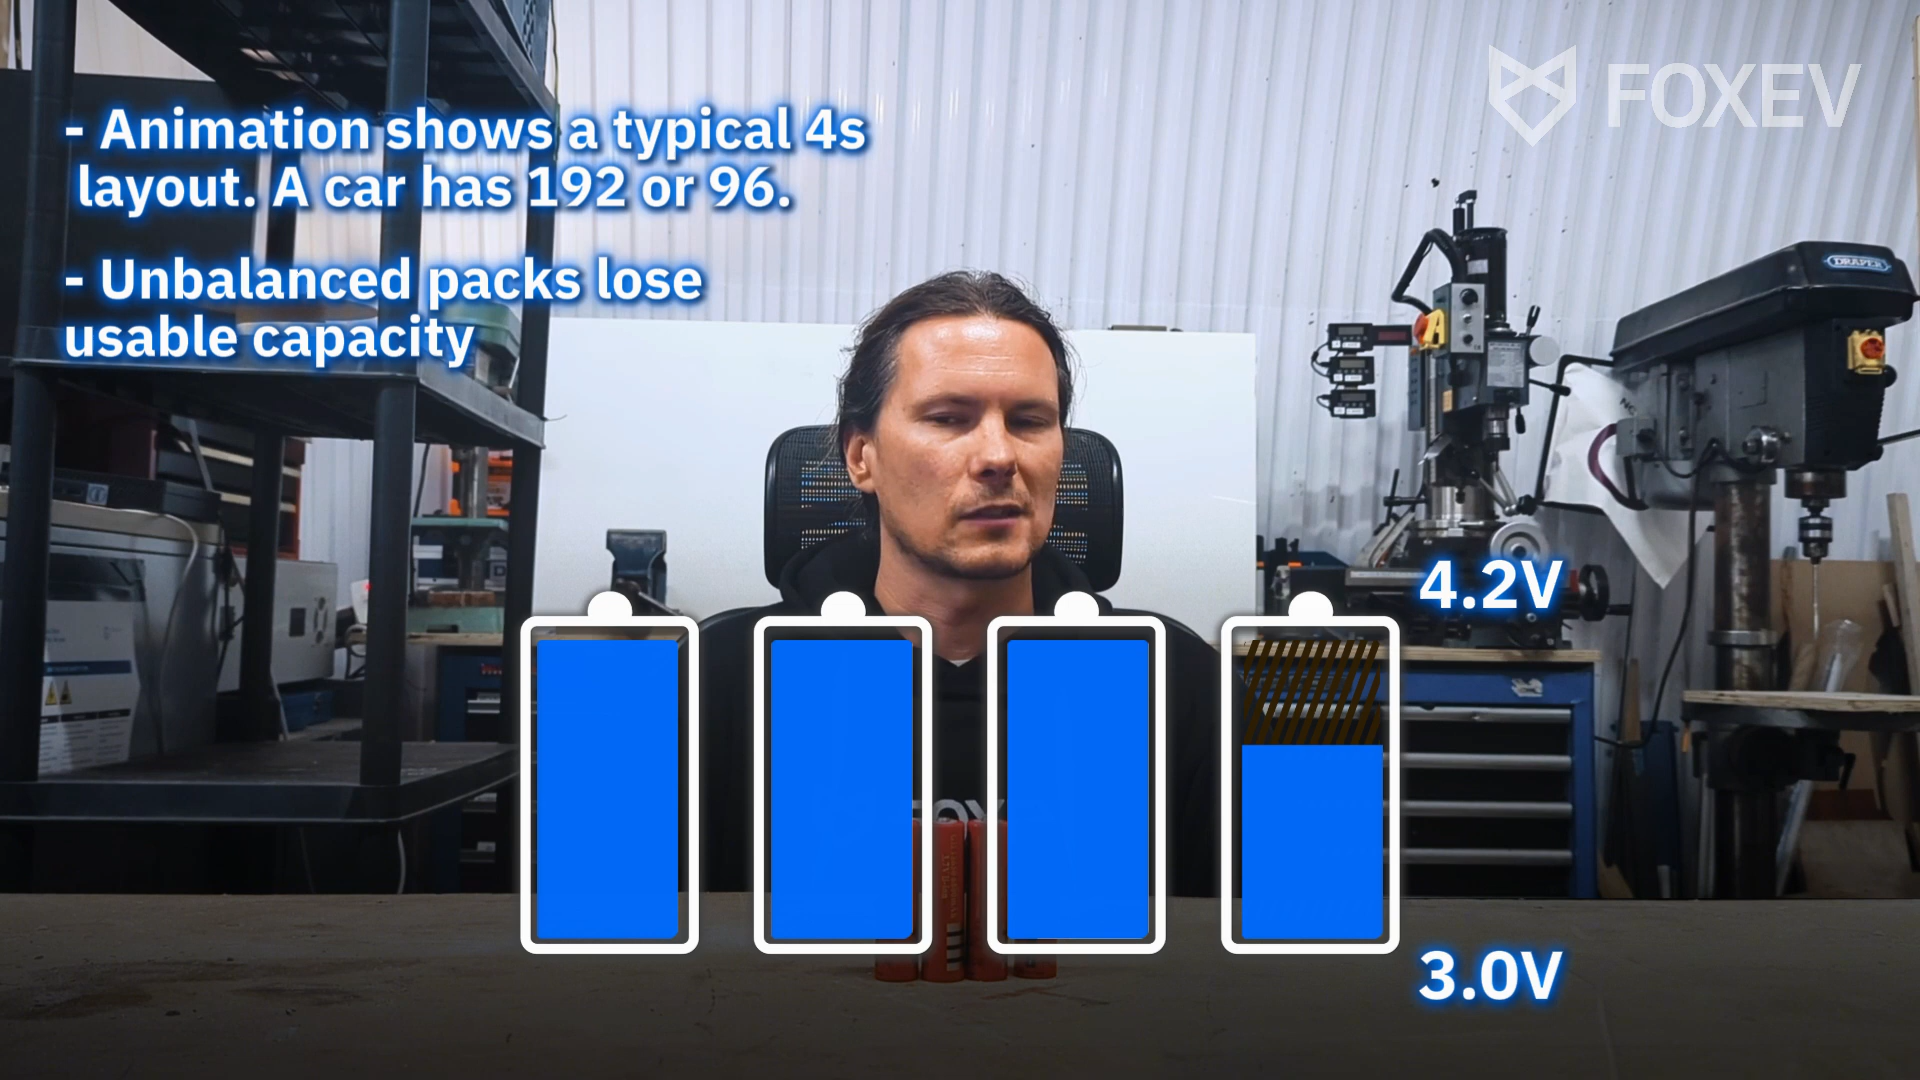 FOXEV
- Animation shows a typical 4s
layout. A car has 192 or 96.
- Unbalanced packs lose
usable capacity
DRAPER
4.2V
3.0V